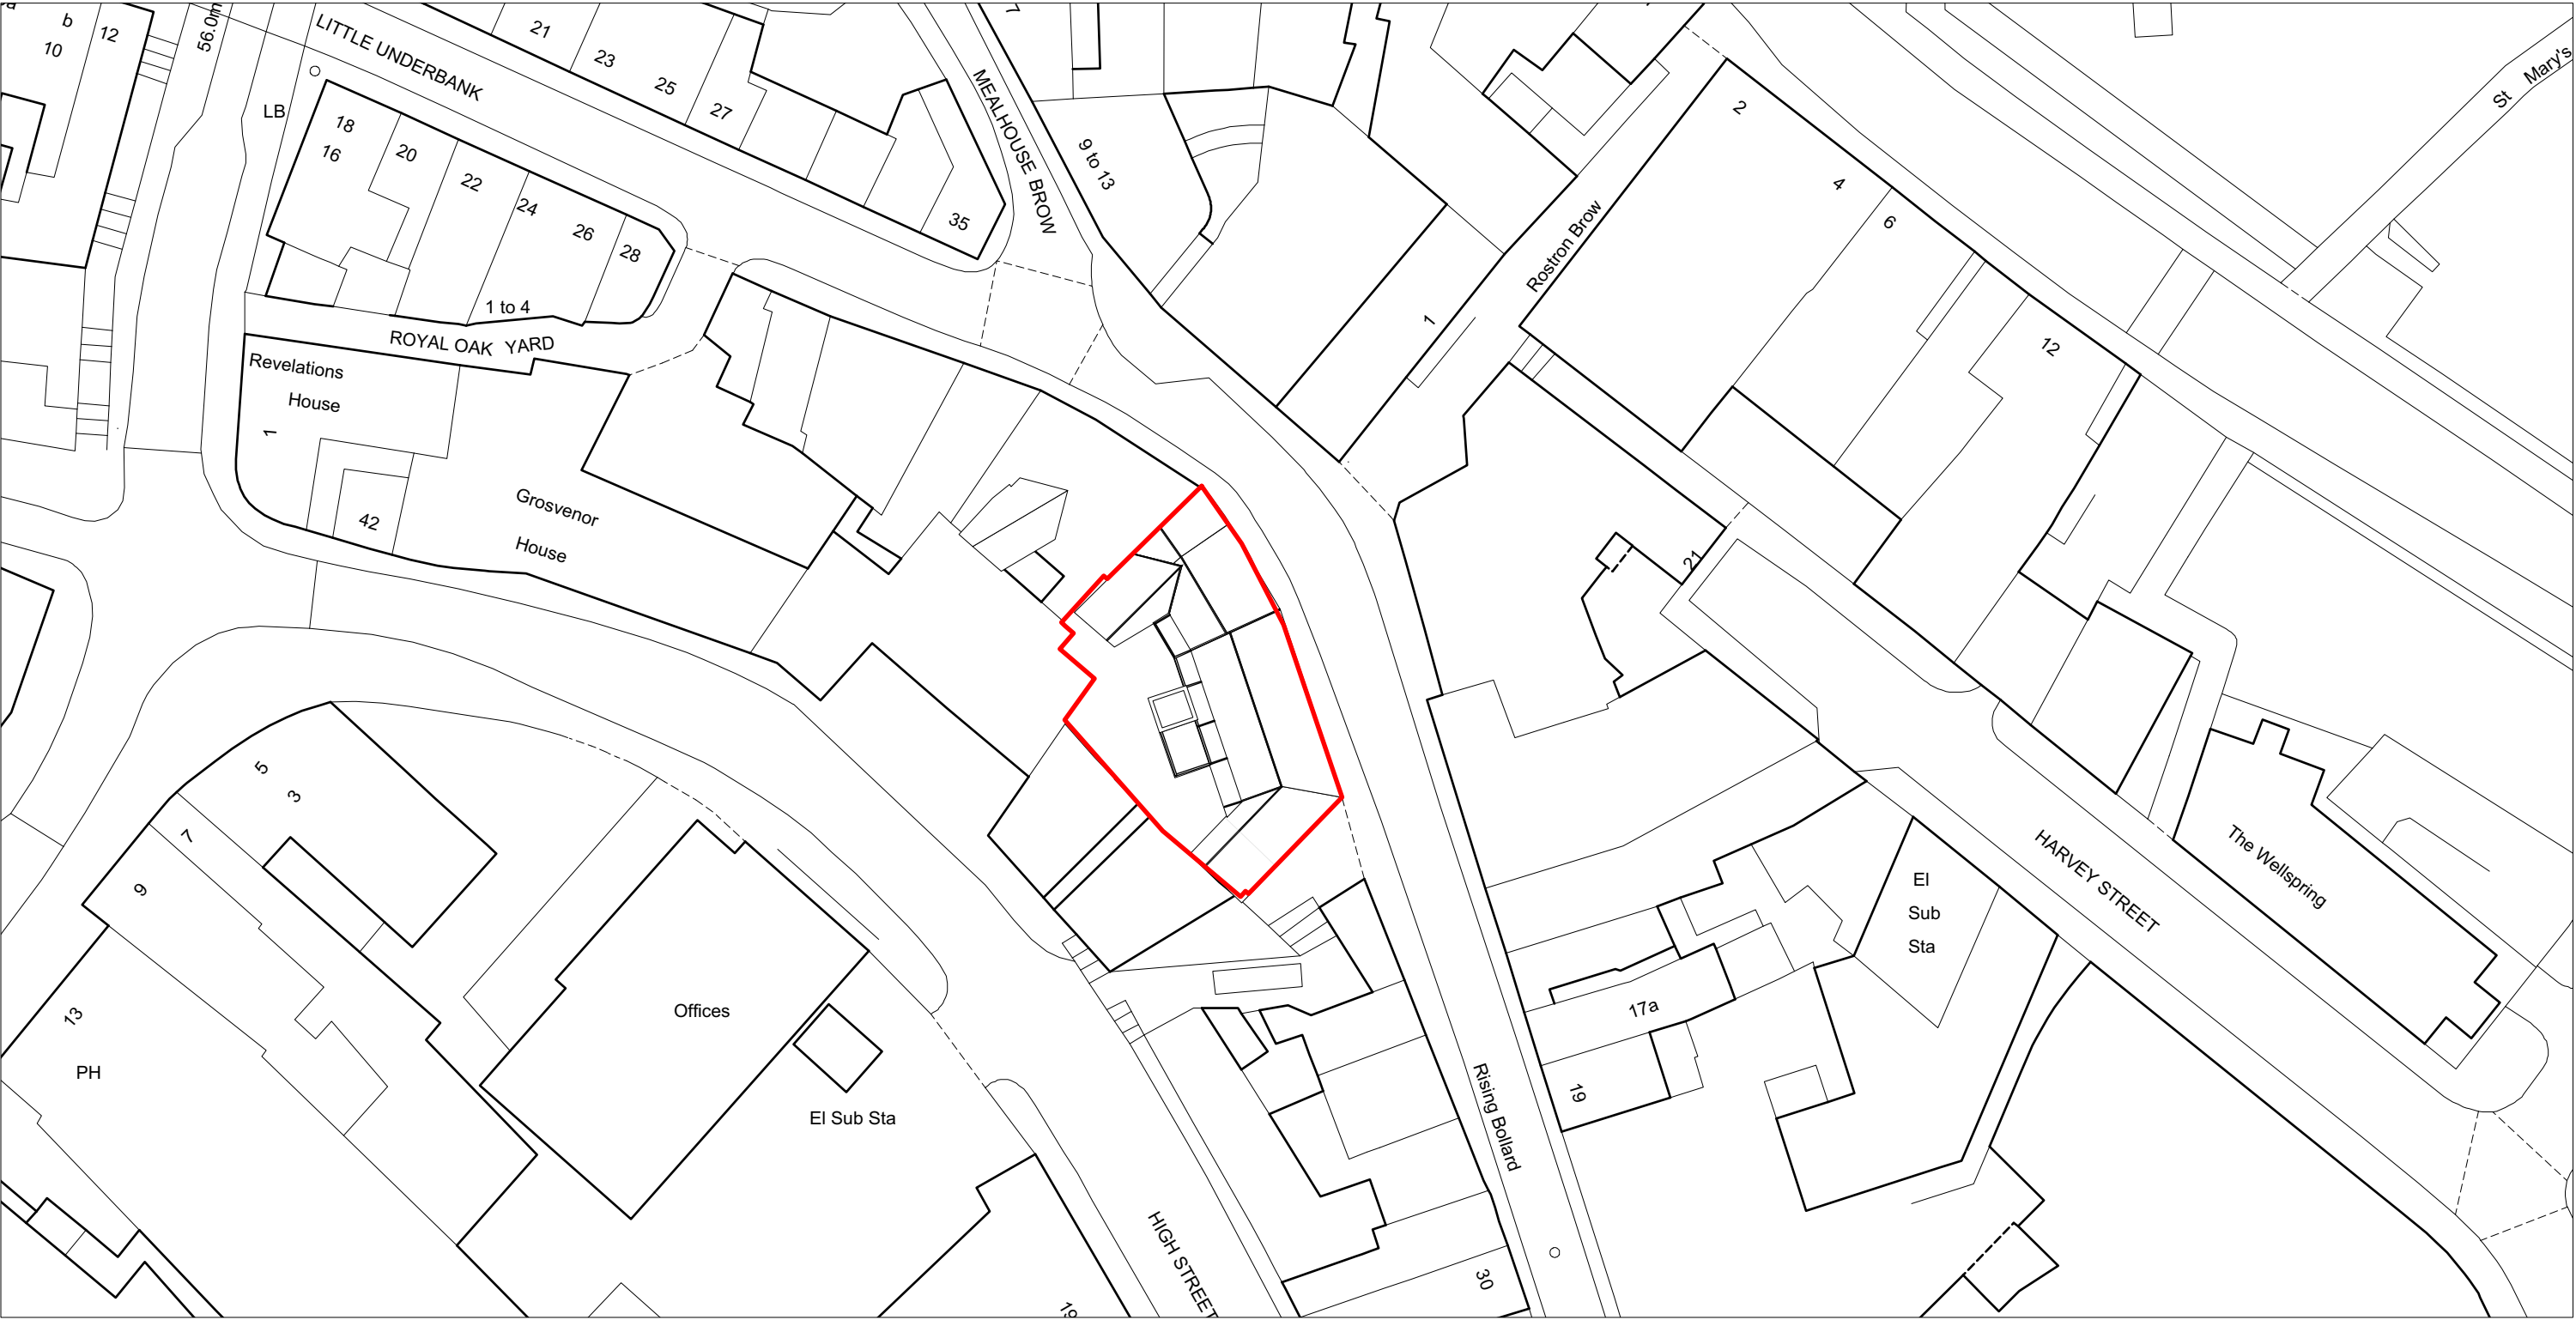 b
10
12
56.0m
LITTLE UNDERBANK
21
23
25
27
35
LB
18
16
20
22
24
26
28
1 to 4
ROYAL OAK YARD
MEALHOUSE BROW
7
9 to 13
1
Rostron Brow
2
4
6
12
St Mary's
Revelations
House
1
42
Grosvenor
House
21
5
3
7
9
13
PH
Offices
El Sub Sta
HIGH STREET
19
Rising Bollard
30
17a
19
El
Sub
Sta
HARVEY STREET
The Wellspring